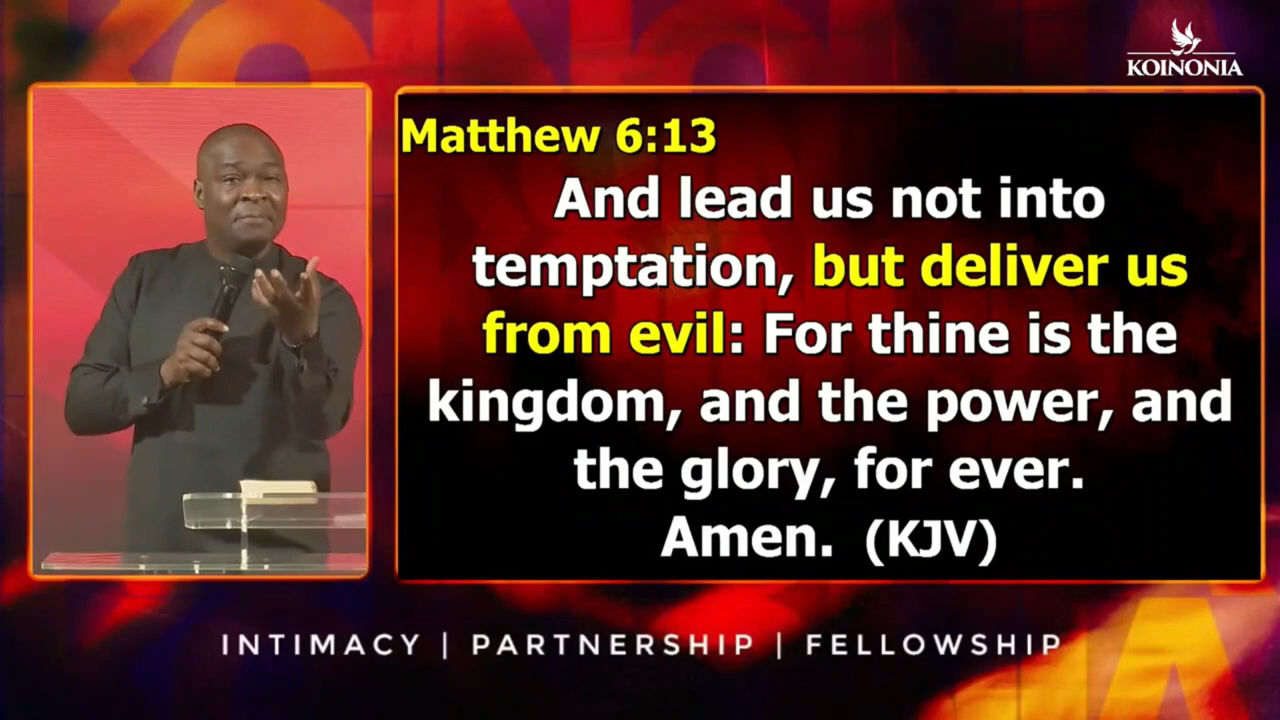 KOINONIA
Matthew 6:13
And lead us not into
temptation, but deliver us
from evil: For thine is the
kingdom, and the power, and
the glory, for ever.
Amen. (KJV)
INTIMACY | PARTNERSHIP | FELLOWSHIP